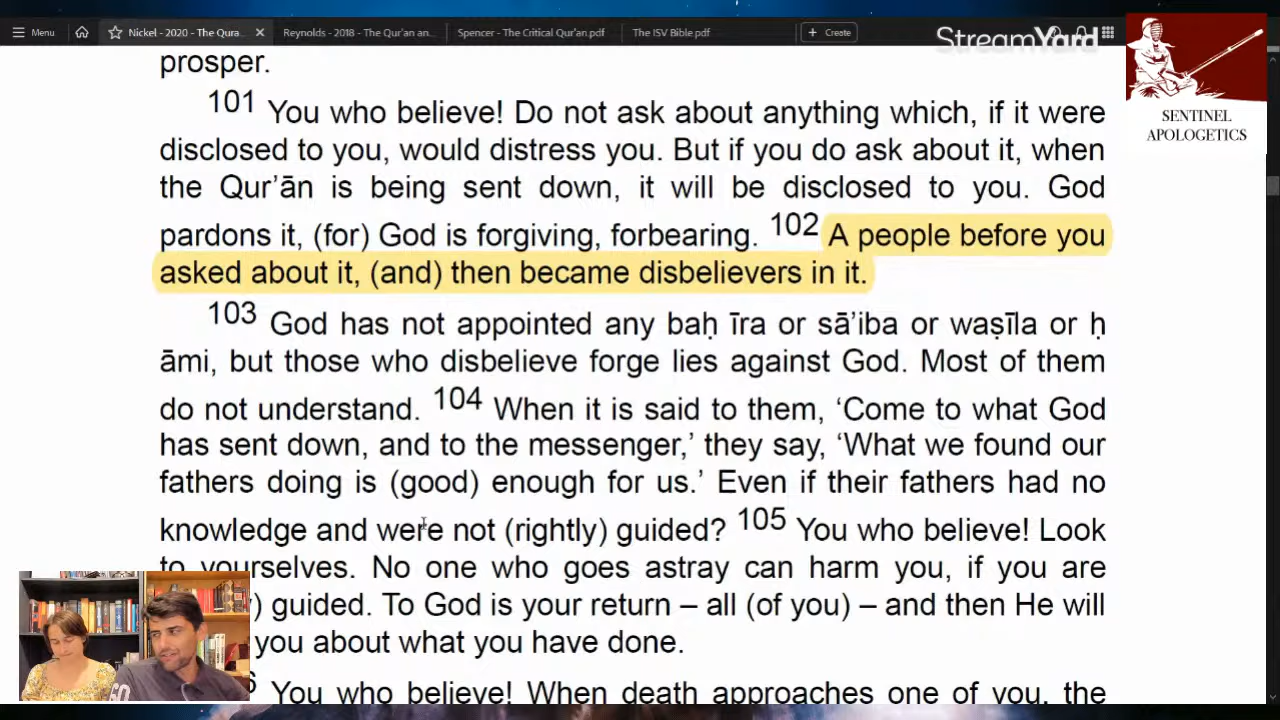 Menu
Nickel - 2020 - The Qura...
Reynolds - 2018 - The Qur'an an...
Spencer - The Critical Qur'an.pdf
The ISV Bible.pdf
+ Create
StreamYard
SENTINEL
APOLOGETICS
prosper.
101 You who believe! Do not ask about anything which, if it were
disclosed to you, would distress you. But if you do ask about it, when
the Qur’ān is being sent down, it will be disclosed to you. God
pardons it, (for) God is forgiving, forbearing. 102 A people before you
asked about it, (and) then became disbelievers in it.
103 God has not appointed any baḥ īra or sā’iba or waṣīla or ḥ
āmi, but those who disbelieve forge lies against God. Most of them
do not understand. 104 When it is said to them, ‘Come to what God
has sent down, and to the messenger,’ they say, ‘What we found our
fathers doing is (good) enough for us.’ Even if their fathers had no
knowledge and were not (rightly) guided? 105 You who believe! Look
to yourselves. No one who goes astray can harm you, if you are
) guided. To God is your return – all (of you) – and then He will
you about what you have done.
You who believe! When death approaches one of you, the